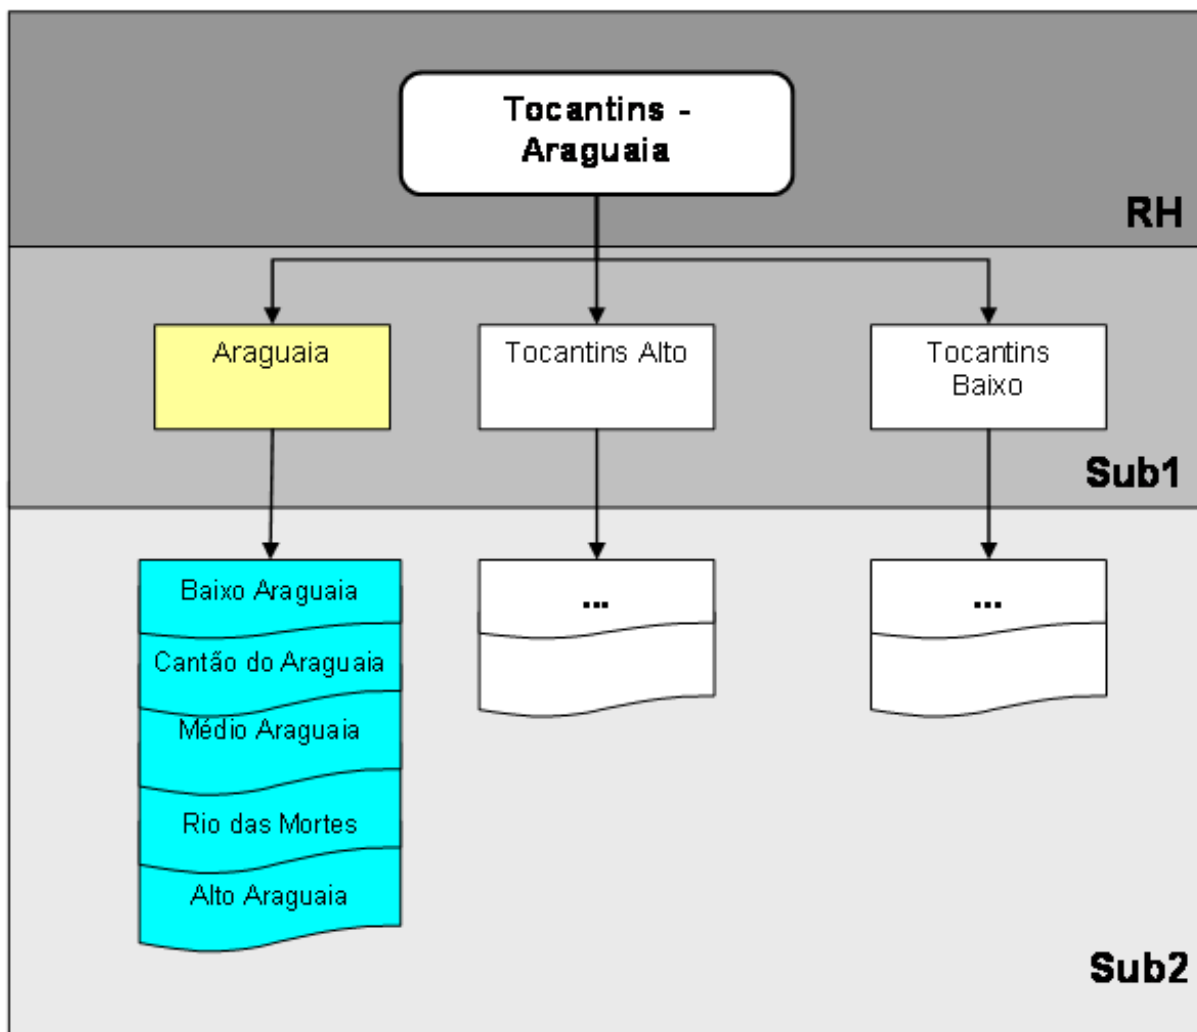 Tocantins -
Araguaia
RH
Araguaia
Tocantins Alto
Tocantins
Baixo
Sub1
Baixo Araguaia
...
...
Cantão do Araguaia
Médio Araguaia
Rio das Mortes
Alto Araguaia
Sub2